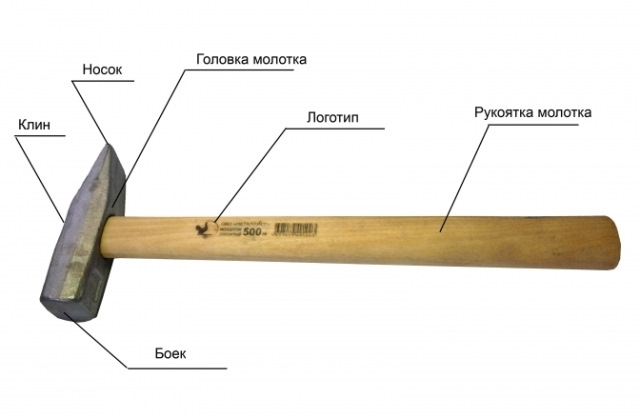 Головка молотка
Носок
Клин
Логотип
Рукоятка молотка
500
Боек